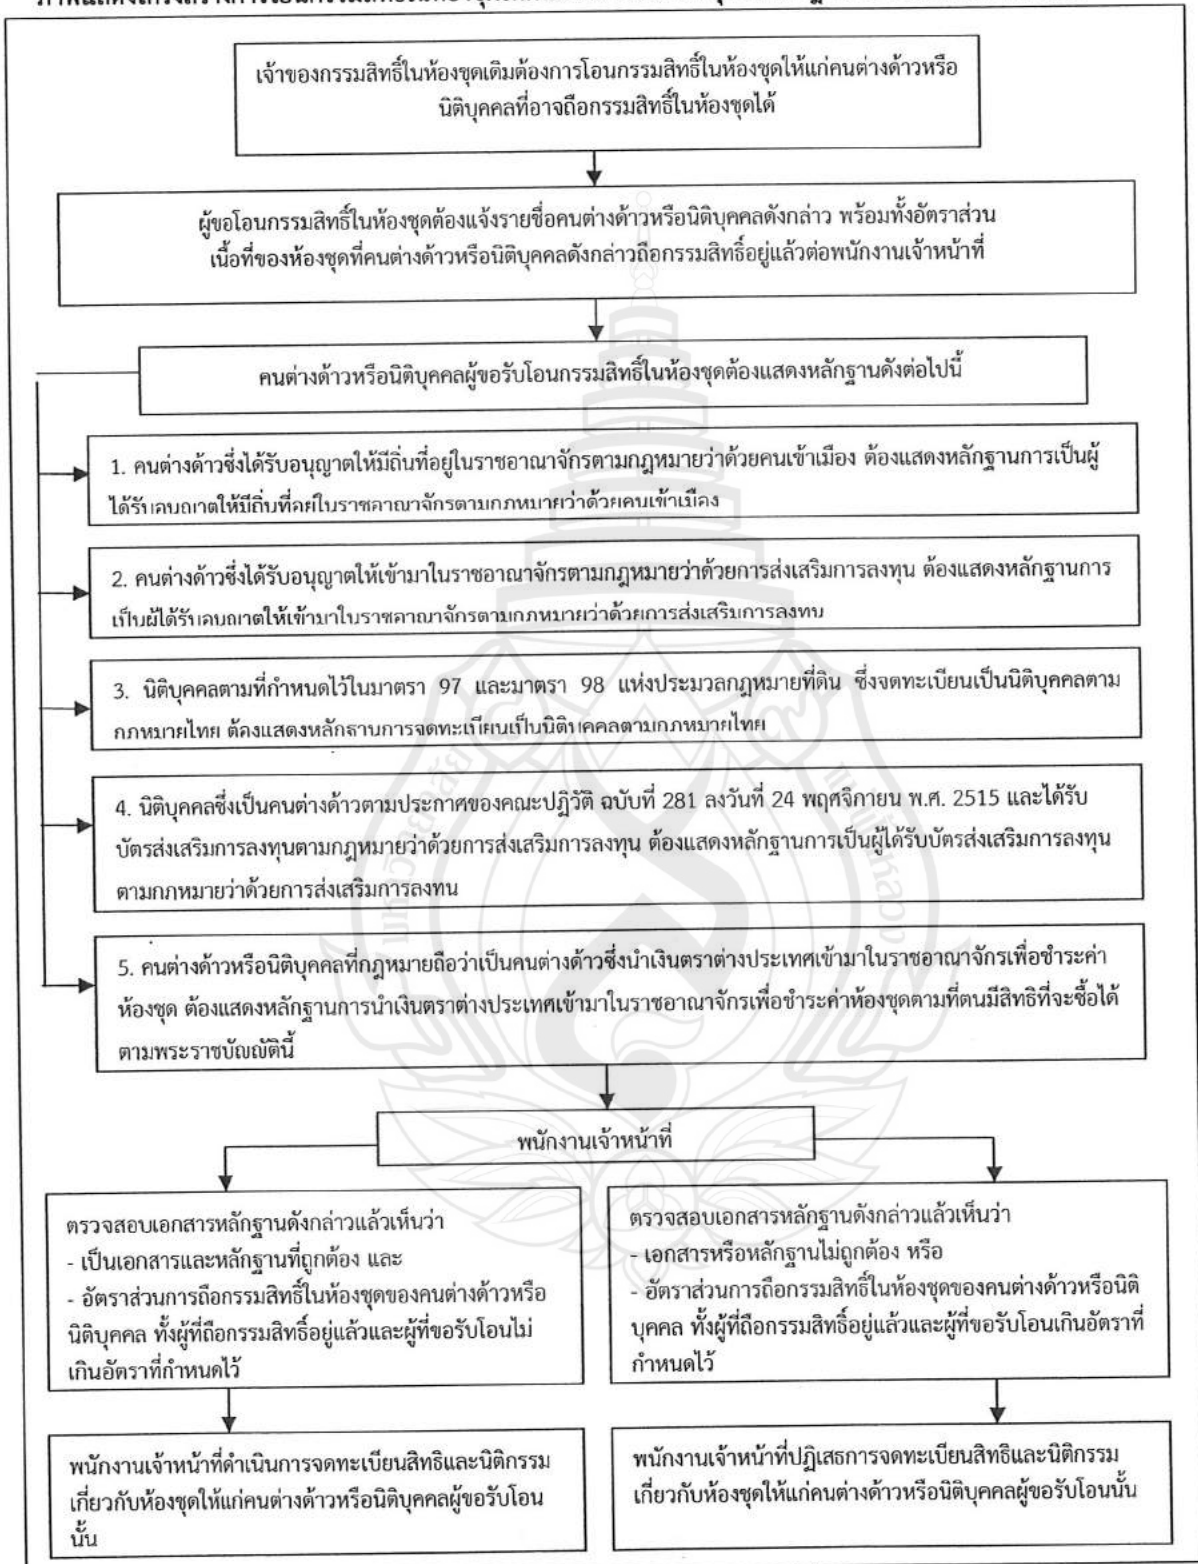 เจ้าของกรรมสิทธิ์ในห้องชุดเดิมต้องการโอนกรรมสิทธิ์ในห้องชุดให้แก่คนต่างด้าวหรือ
นิติบุคคลที่อาจถือกรรมสิทธิ์ในห้องชุดได้
ผู้ขอโอนกรรมสิทธิ์ในห้องชุดต้องแจ้งรายชื่อคนต่างด้าวหรือนิติบุคคลดังกล่าว พร้อมทั้งอัตราส่วน
เนื้อที่ของห้องชุดที่คนต่างด้าวหรือนิติบุคคลดังกล่าวถือกรรมสิทธิ์อยู่แล้วต่อพนักงานเจ้าหน้าที่
คนต่างด้าวหรือนิติบุคคลผู้ขอรับโอนกรรมสิทธิ์ในห้องชุดต้องแสดงหลักฐานดังต่อไปนี้
1. คนต่างด้าวซึ่งได้รับอนุญาตให้มีถิ่นที่อยู่ในราชอาณาจักรตามกฎหมายว่าด้วยคนเข้าเมือง ต้องแสดงหลักฐานการเป็นผู้
ได้รับอนุญาตให้มีถิ่นที่อยู่ในราชอาณาจักรตามกฎหมายว่าด้วยคนเข้าเมือง
2. คนต่างด้าวซึ่งได้รับอนุญาตให้เข้ามาในราชอาณาจักรตามกฎหมายว่าด้วยการส่งเสริมการลงทุน ต้องแสดงหลักฐานการ
เป็นผู้ได้รับอนุญาตให้เข้ามาในราชอาณาจักรตามกฎหมายว่าด้วยการส่งเสริมการลงทุน
3. นิติบุคคลตามที่กำหนดไว้ในมาตรา 97 และมาตรา 98 แห่งประมวลกฎหมายที่ดิน ซึ่งจดทะเบียนเป็นนิติบุคคลตาม
กฎหมายไทย ต้องแสดงหลักฐานการจดทะเบียนเป็นนิติบุคคลตามกฎหมายไทย
4. นิติบุคคลซึ่งเป็นคนต่างด้าวตามประกาศของคณะปฏิวัติ ฉบับที่ 281 ลงวันที่ 24 พฤศจิกายน พ.ศ. 2515 และได้รับ
บัตรส่งเสริมการลงทุนตามกฎหมายว่าด้วยการส่งเสริมการลงทุน ต้องแสดงหลักฐานการเป็นผู้ได้รับบัตรส่งเสริมการลงทุน
ตามกฎหมายว่าด้วยการส่งเสริมการลงทุน
5. คนต่างด้าวหรือนิติบุคคลที่กฎหมายถือว่าเป็นคนต่างด้าวซึ่งนำเงินตราต่างประเทศเข้ามาในราชอาณาจักรเพื่อชำระค่า
ห้องชุด ต้องแสดงหลักฐานการนำเงินตราต่างประเทศเข้ามาในราชอาณาจักรเพื่อชำระค่าห้องชุดตามที่ตนมีสิทธิที่จะซื้อได้
ตามพระราชบัญญัตินี้
พนักงานเจ้าหน้าที่
ตรวจสอบเอกสารหลักฐานดังกล่าวแล้วเห็นว่า
- เป็นเอกสารและหลักฐานที่ถูกต้อง และ
- อัตราส่วนการถือกรรมสิทธิ์ในห้องชุดของคนต่างด้าวหรือ
นิติบุคคล ทั้งผู้ที่ถือกรรมสิทธิ์อยู่แล้วและผู้ที่ขอรับโอนไม่
เกินอัตราที่กำหนดไว้
ตรวจสอบเอกสารหลักฐานดังกล่าวแล้วเห็นว่า
- เอกสารหรือหลักฐานไม่ถูกต้อง หรือ
- อัตราส่วนการถือกรรมสิทธิ์ในห้องชุดของคนต่างด้าวหรือนิติ
บุคคล ทั้งผู้ที่ถือกรรมสิทธิ์อยู่แล้วและผู้ที่ขอรับโอนเกินอัตราที่
กำหนดไว้
พนักงานเจ้าหน้าที่ดำเนินการจดทะเบียนสิทธิและนิติกรรม
เกี่ยวกับห้องชุดให้แก่คนต่างด้าวหรือนิติบุคคลผู้ขอรับโอน
นั้น
พนักงานเจ้าหน้าที่ปฏิเสธการจดทะเบียนสิทธิและนิติกรรม
เกี่ยวกับห้องชุดให้แก่คนต่างด้าวหรือนิติบุคคลผู้ขอรับโอนนั้น